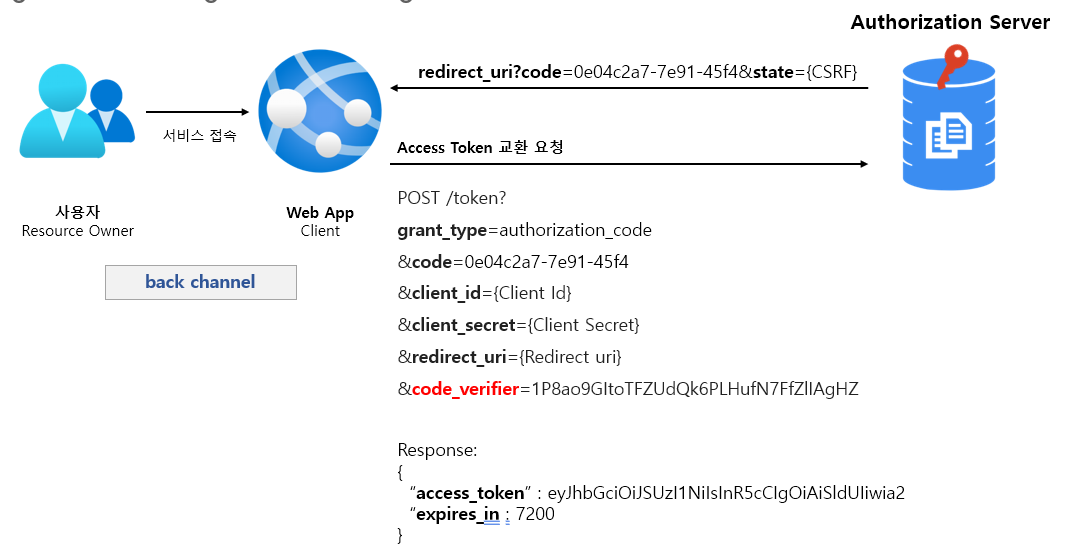 Authorization Server
redirect_uri?code=0e04c2a7-7e91-45f4&state={CSRF}
서비스 접속
Access Token 교환 요청
사용자
Resource Owner
Web App
Client
back channel
POST /token?
grant_type=authorization_code
&code=0e04c2a7-7e91-45f4
&client_id={Client Id}
&client_secret={Client Secret}
&redirect_uri={Redirect uri}
&code_verifier=1P8ao9GItoTFZUdQk6PLHufN7FfZlIAgHZ
Response:
{
“access_token” : eyJhbGciOiJSUzI1NiIsInR5cCIgOiAiSldUIiwia2
“expires_in : 7200
}